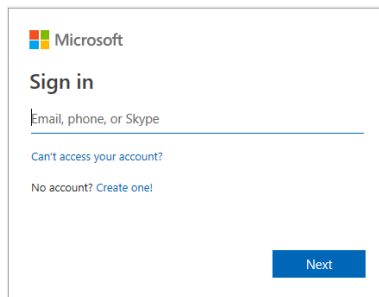 Microsoft
Sign in
Email, phone, or Skype
Can't access your account?
No account? Create one!
Next